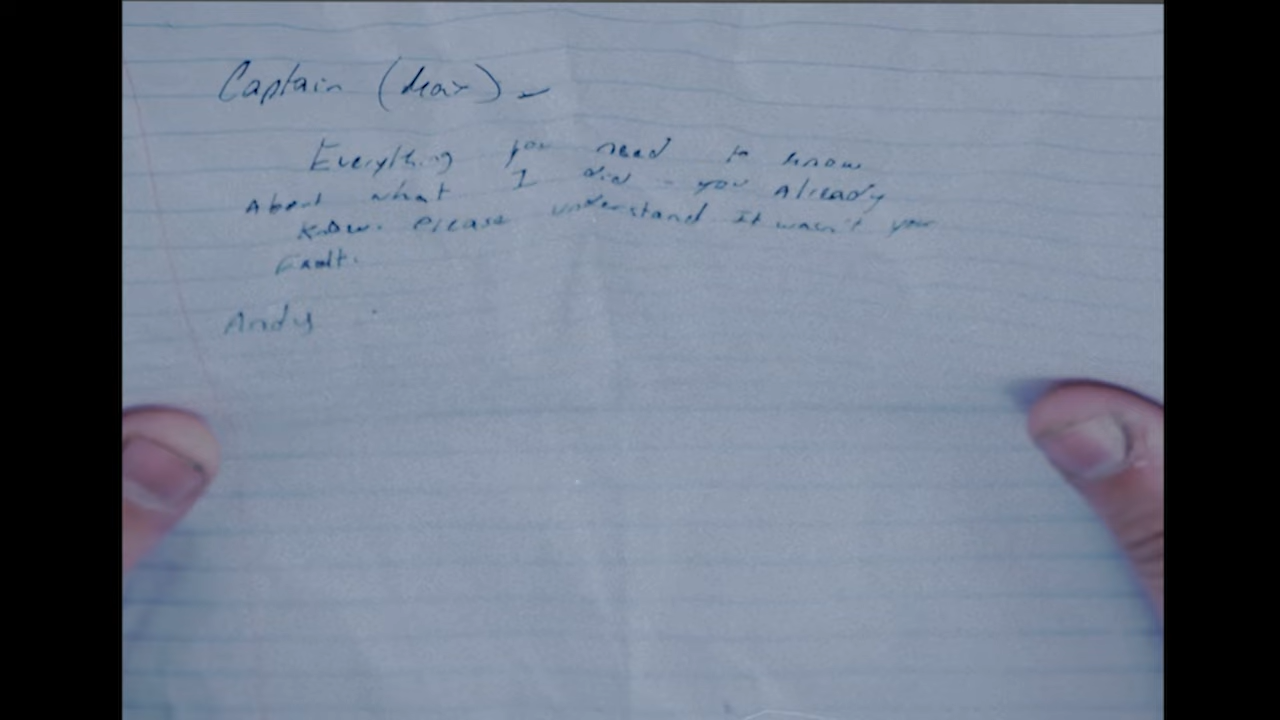 Captain (dear) -
Everything you need to know
About what I did - you Already
Know. Please understand It wasn't your
Fault.
Andy